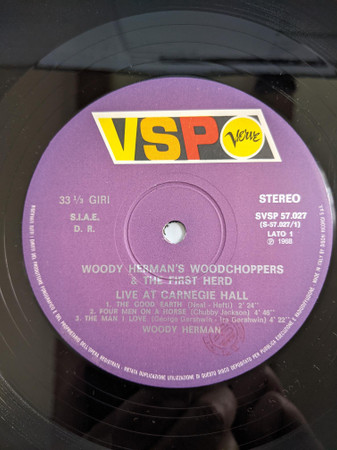 VSP
Verve
33 1/3 GIRI
STEREO
S.I.A.E.
D. R.
SVSP 57.027
(S-57.027/1)
LATO 1
℗ 1968
WOODY HERMAN'S WOODCHOPPERS
& THE FIRST HERD
LIVE AT CARNEGIE HALL
1. THE GOOD EARTH (Neal - Hefti) 2' 24"
2. FOUR MEN ON A HORSE (Chubby Jackson) 4' 46"
3. THE MAN I LOVE (George Gershwin - Ira Gershwin) 4' 22"
WOODY HERMAN